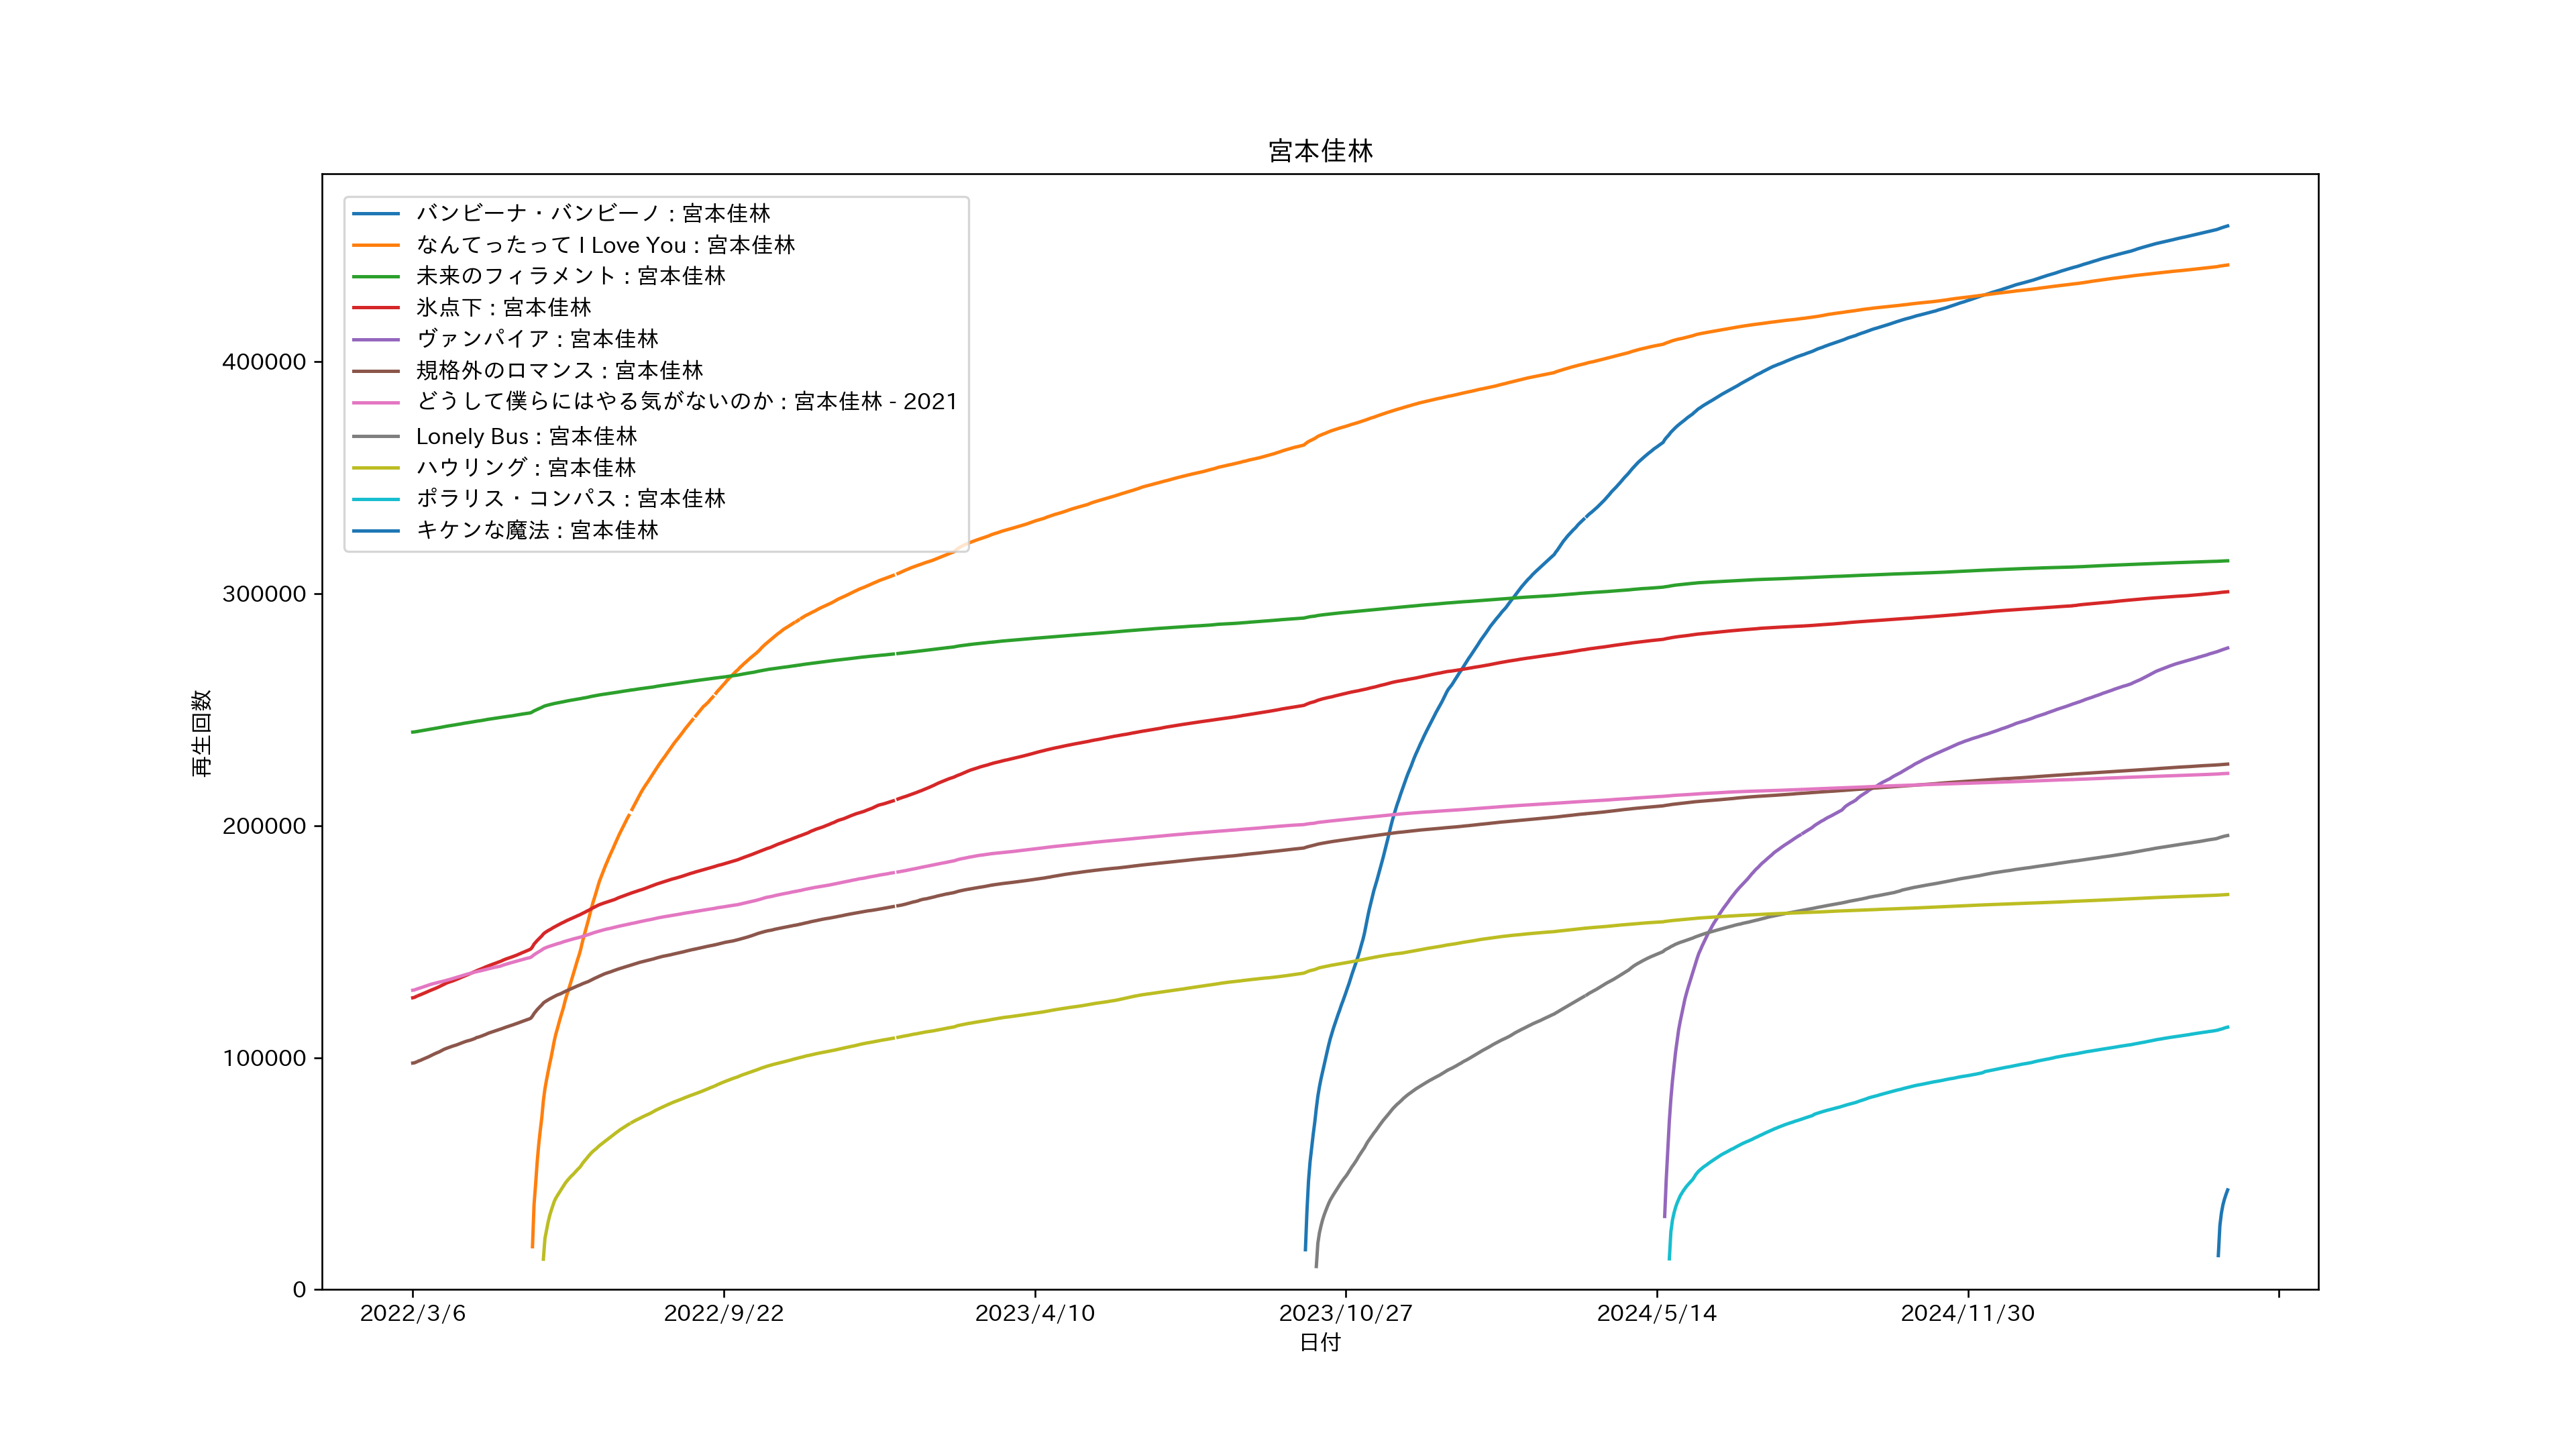 宮本佳林
バンビーナ・バンビーノ : 宮本佳林
なんてったって I Love You : 宮本佳林
未来のフィラメント : 宮本佳林
氷点下 : 宮本佳林
ヴァンパイア : 宮本佳林
規格外のロマンス : 宮本佳林
どうして僕らにはやる気がないのか : 宮本佳林 - 2021
Lonely Bus : 宮本佳林
ハウリング : 宮本佳林
ポラリス・コンパス : 宮本佳林
キケンな魔法 : 宮本佳林
400000
300000
200000
100000
0
再生回数
2022/3/6 2022/9/22 2023/4/10 2023/10/27 2024/5/14 2024/11/30
日付